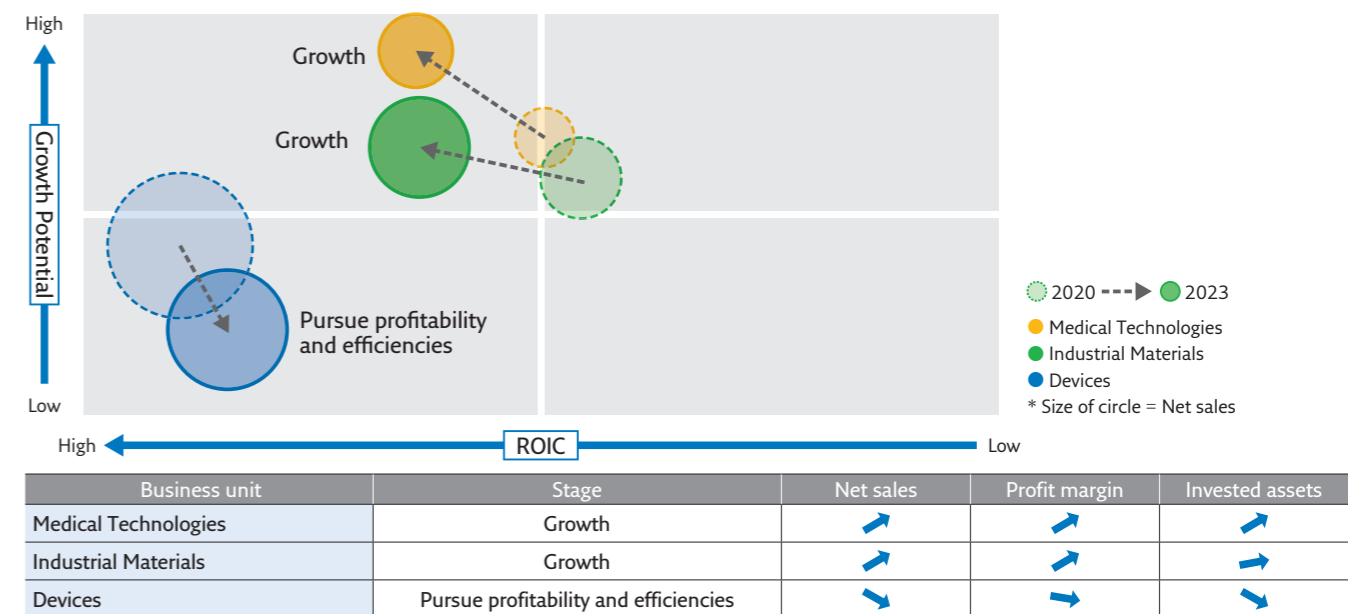 High
Growth
Growth
Growth Potential
Pursue profitability
and efficiencies
Low
High
ROIC
Low
2020
2023
Medical Technologies
Industrial Materials
Devices
* Size of circle = Net sales
Business unit Stage Net sales Profit margin Invested assets
Medical Technologies Growth
Industrial Materials Growth
Devices Pursue profitability and efficiencies